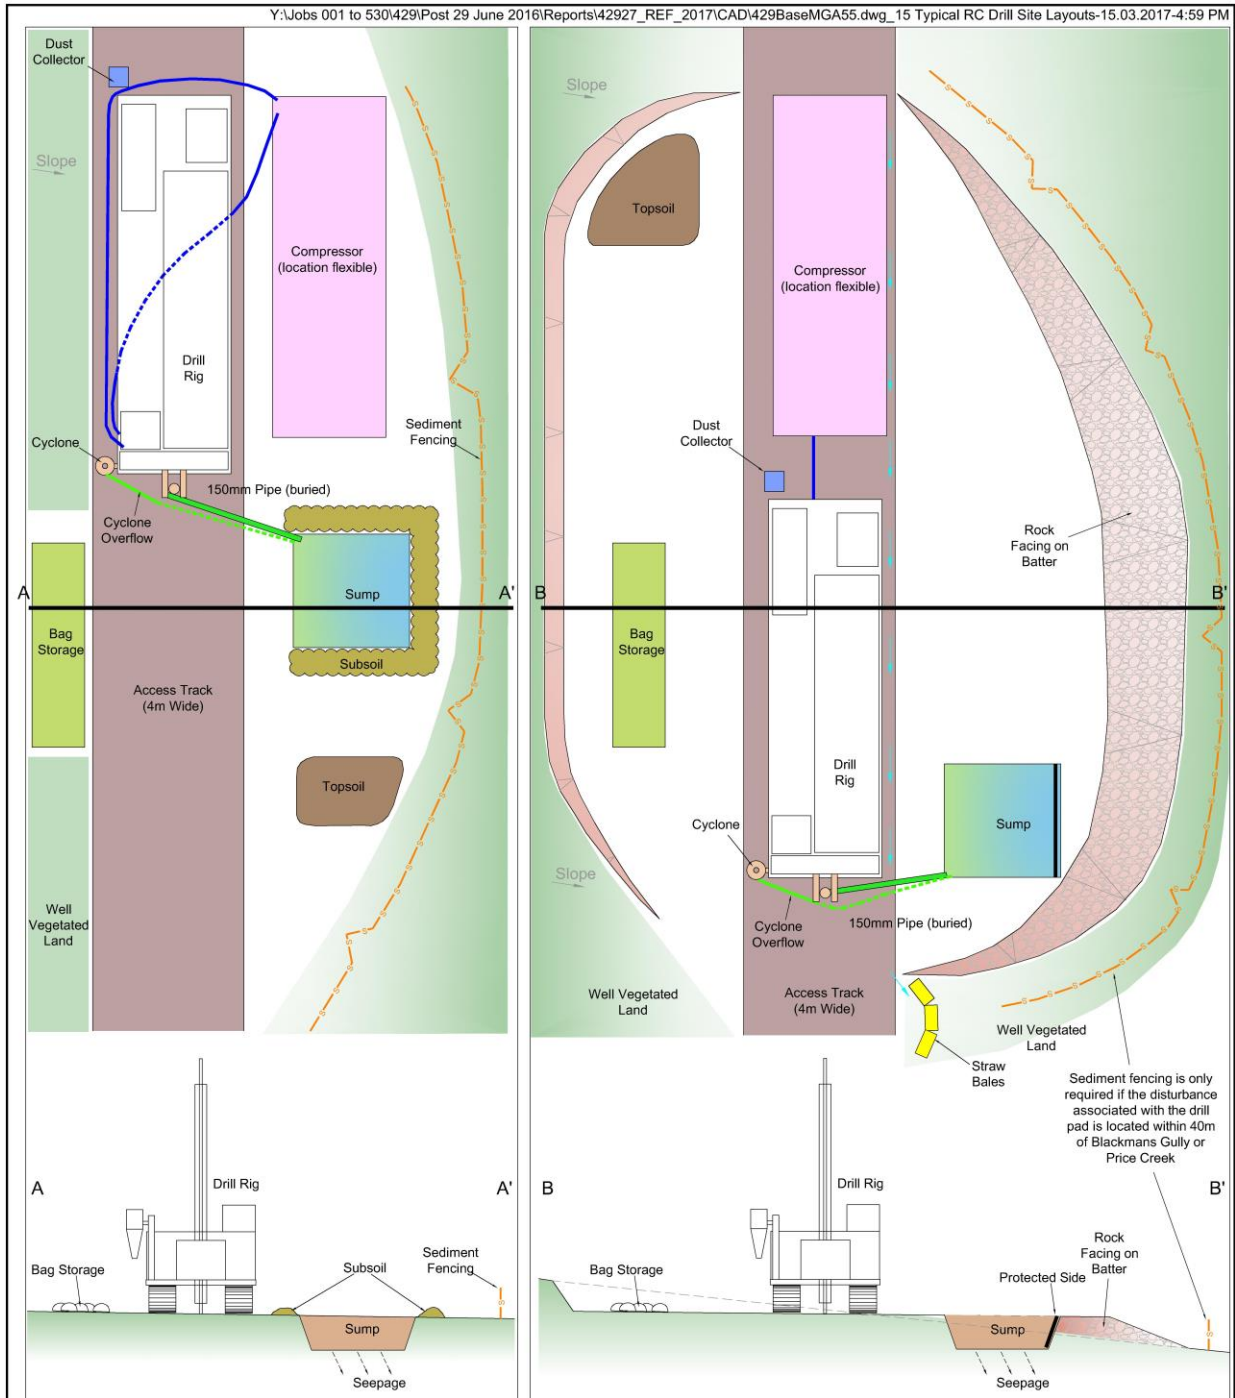 Y:\Jobs 001 to 530\429\Post 29 June 2016\Reports\42927_REF_2017\CAD\429BaseMGA55.dwg_15 Typical RC Drill Site Layouts-15.03.2017-4:59 PM
Dust
Collector
Slope
Compressor
(location flexible)
Drill
Rig
Sediment
Fencing
Cyclone
150mm Pipe (buried)
Cyclone
Overflow
A
A'
Sump
Bag
Storage
Subsoil
Access Track
(4m Wide)
Topsoil
Well
Vegetated
Land
Slope
Topsoil
Compressor
(location flexible)
Dust
Collector
Rock
Facing on
Batter
B
B'
Bag
Storage
Drill
Rig
Sump
Cyclone
Slope
Cyclone
Overflow
150mm Pipe (buried)
Well Vegetated
Land
Access Track
(4m Wide)
Well Vegetated
Land
Straw
Bales
Sediment fencing is only
required if the disturbance
associated with the drill
pad is located within 40m
of Blackmans Gully or
Price Creek
A
A'
Drill Rig
Bag Storage
Subsoil
Sediment
Fencing
S
Sump
Seepage
B
B'
Drill Rig
Bag Storage
Protected Side
Rock
Facing on
Batter
S
Sump
Seepage